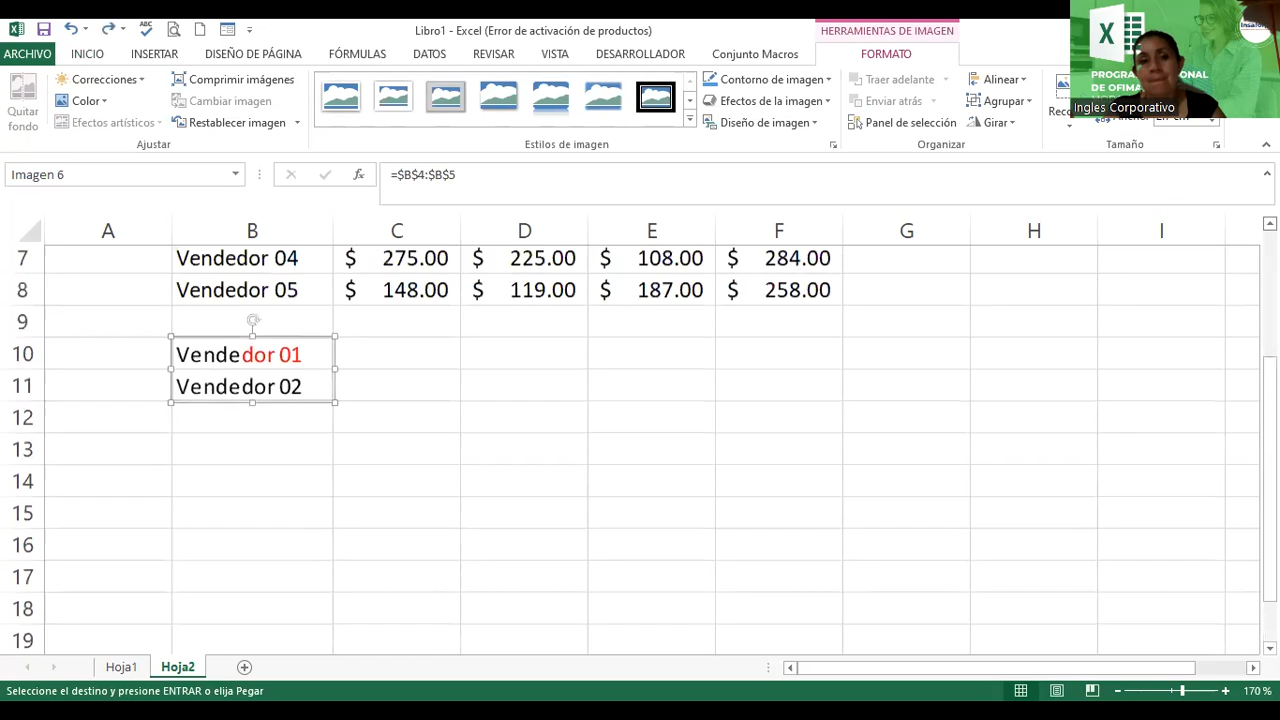 Libro1 - Excel (Error de activación de productos)
HERRAMIENTAS DE IMAGEN
ARCHIVO INICIO INSERTAR DISEÑO DE PÁGINA FÓRMULAS DATOS REVISAR VISTA DESARROLLADOR Conjunto Macros FORMATO
Quitar fondo
Correcciones
Color
Efectos artísticos
Comprimir imágenes
Cambiar imagen
Restablecer imagen
Ajustar
Estilos de imagen
Contorno de imagen
Efectos de la imagen
Diseño de imagen
Traer adelante
Enviar atrás
Panel de selección
Alinear
Agrupar
Girar
Organizar
Tamaño
Ingles Corporativo
Imagen 6
fx
=$B$4:$B$5
A B C D E F G H I
7 Vendedor 04 $ 275.00 $ 225.00 $ 108.00 $ 284.00
8 Vendedor 05 $ 148.00 $ 119.00 $ 187.00 $ 258.00
9
10 Vendedor 01
11 Vendedor 02
12
13
14
15
16
17
18
19
Hoja1 Hoja2
Seleccione el destino y presione ENTRAR o elija Pegar
170 %